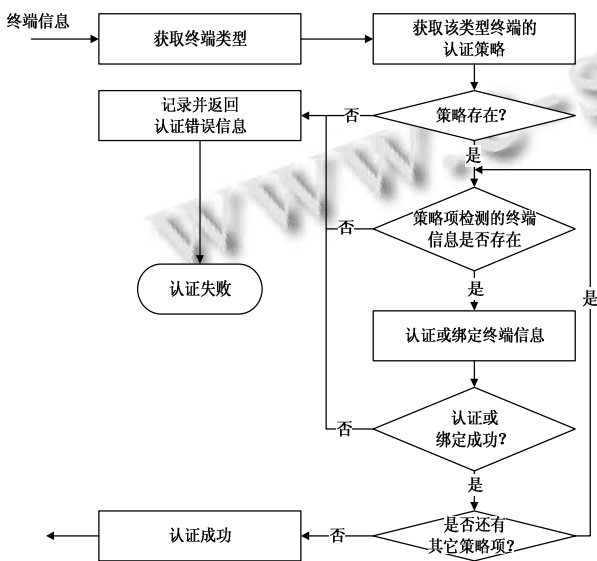 终端信息
获取终端类型
获取该类型终端的
认证策略
记录并返回
认证错误信息
否
策略存在?
是
策略项检测的终端
信息是否存在
否
认证失败
是
是
认证或绑定终端信息
认证或
绑定成功?
否
是
认证成功
否
是否还有
其它策略项?
www.